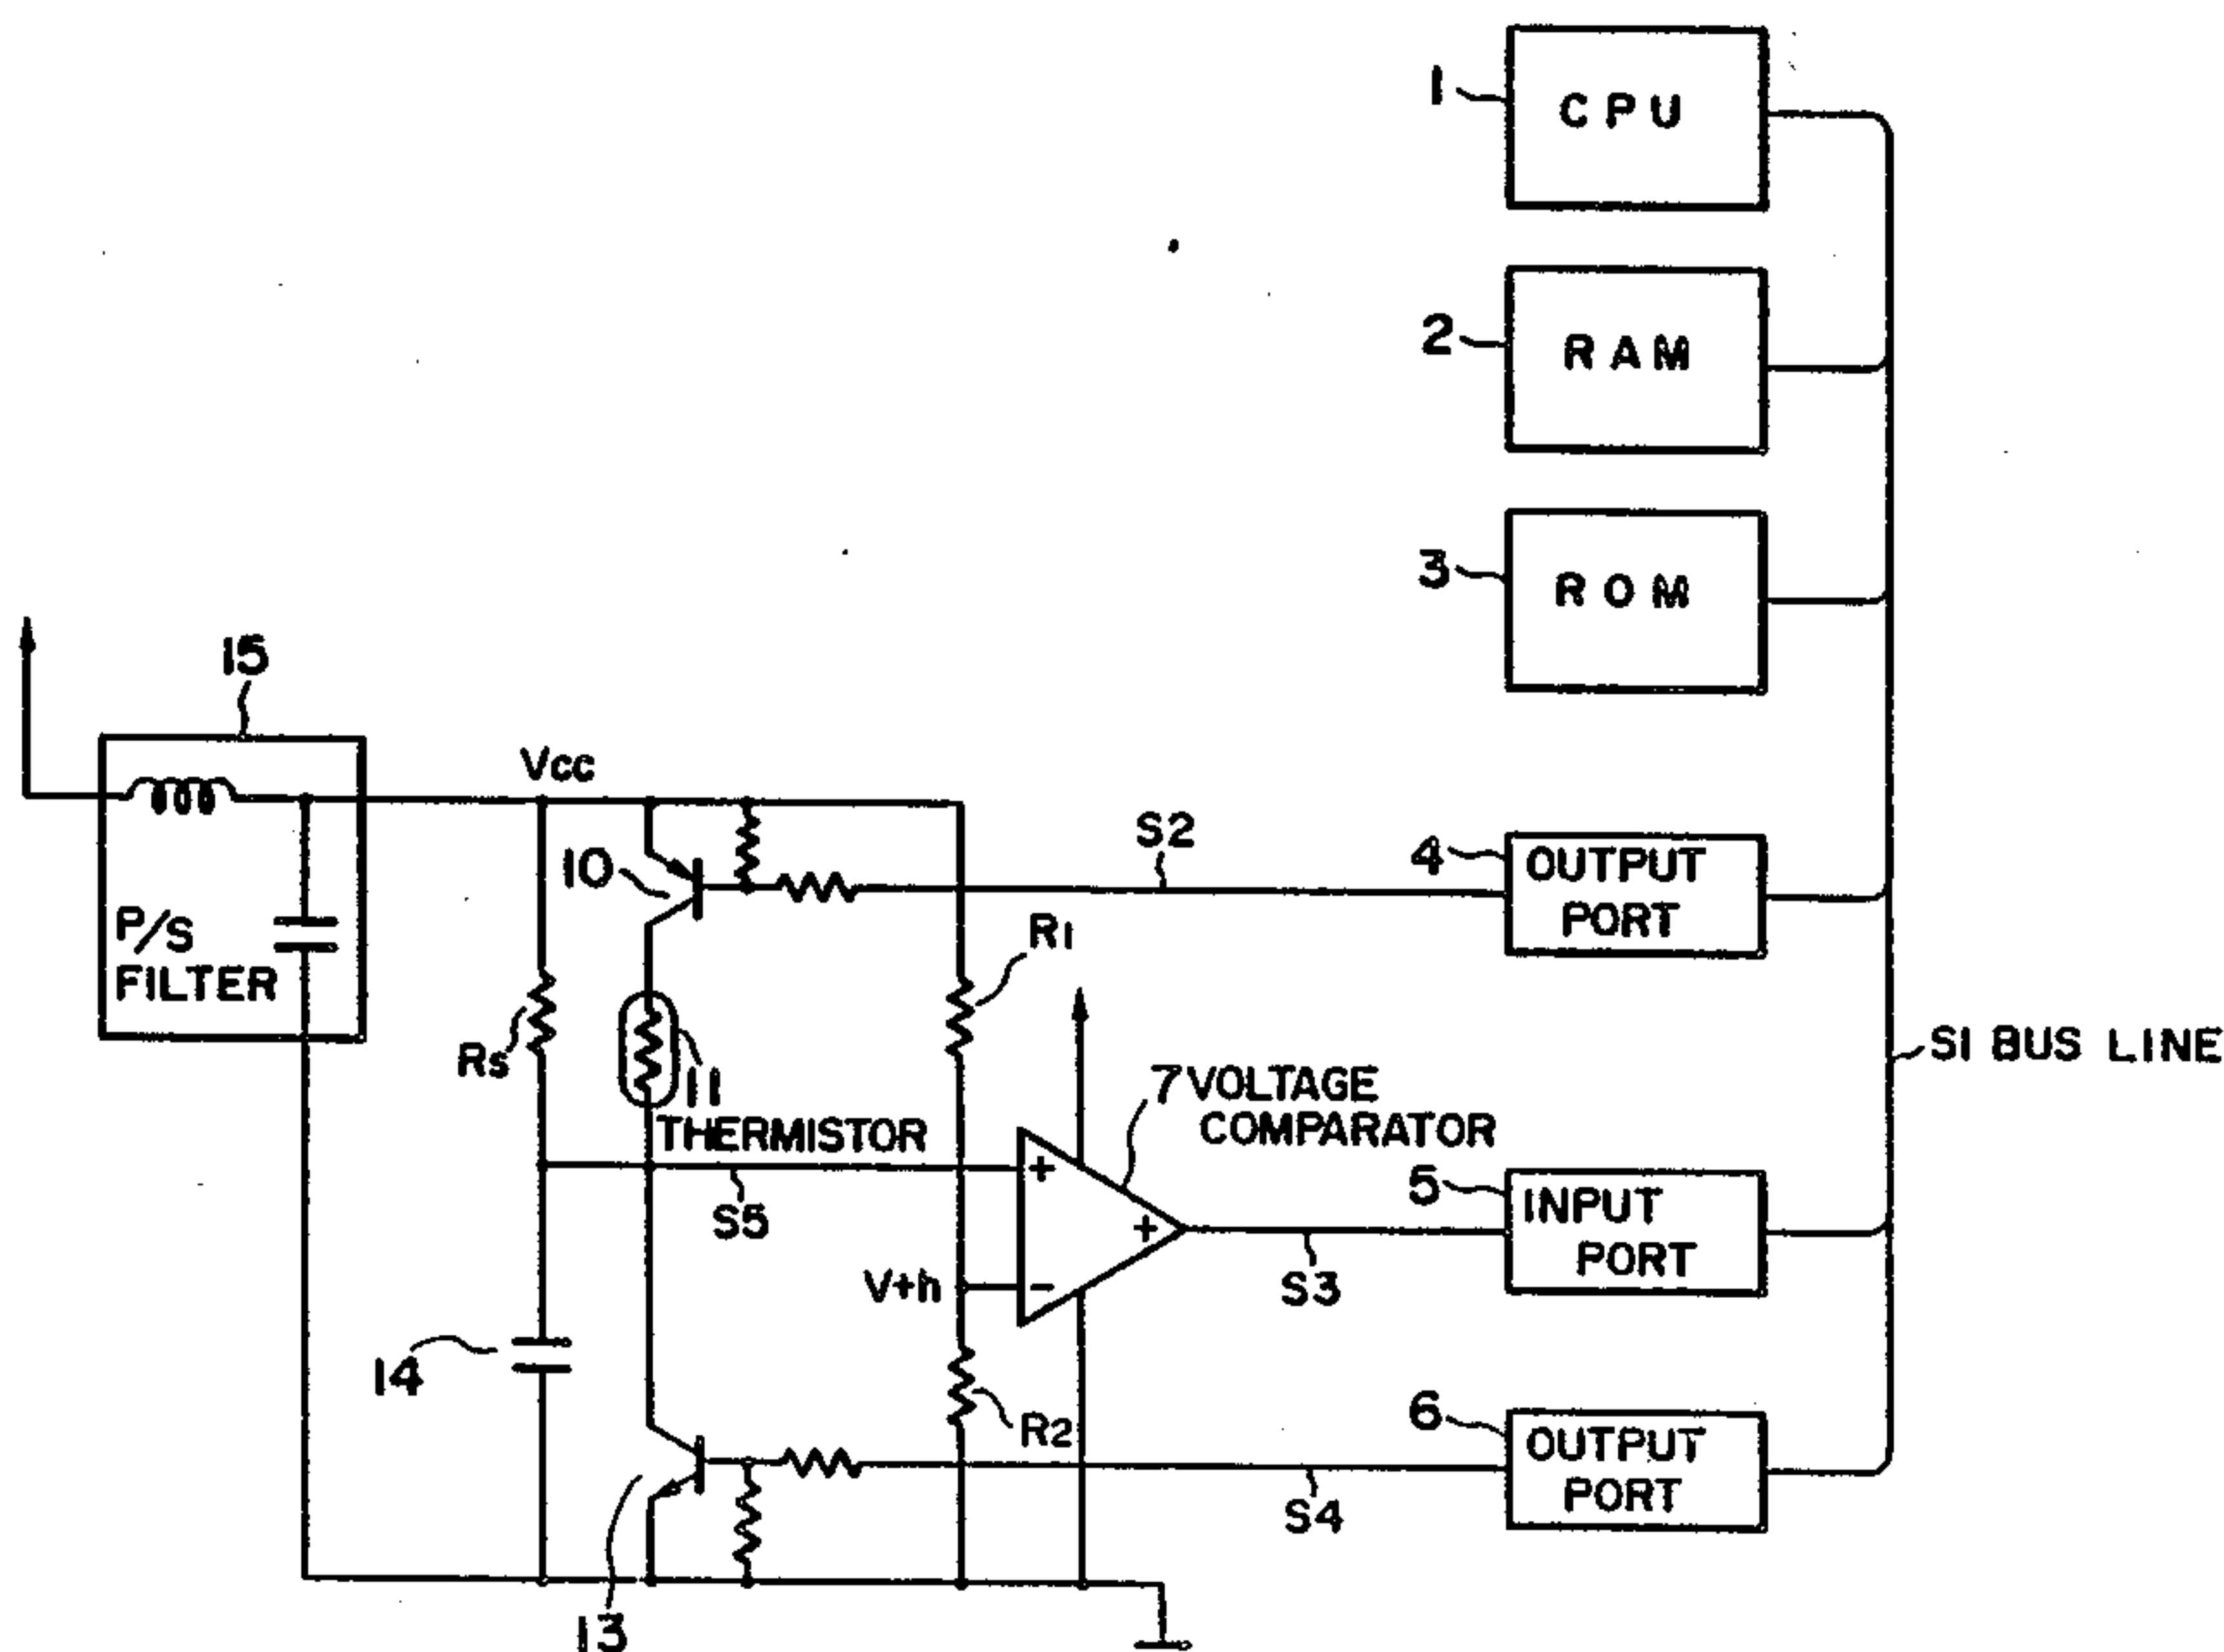 1
CPU
2
RAM
3
ROM
15
Vcc
P/S
FILTER
10
S2
4
OUTPUT
PORT
R1
Rs
11
THERMISTOR
7 VOLTAGE
COMPARATOR
S1 BUS LINE
+
S5
+
5
INPUT
PORT
V+h
-
S3
14
R2
6
OUTPUT
PORT
S4
13